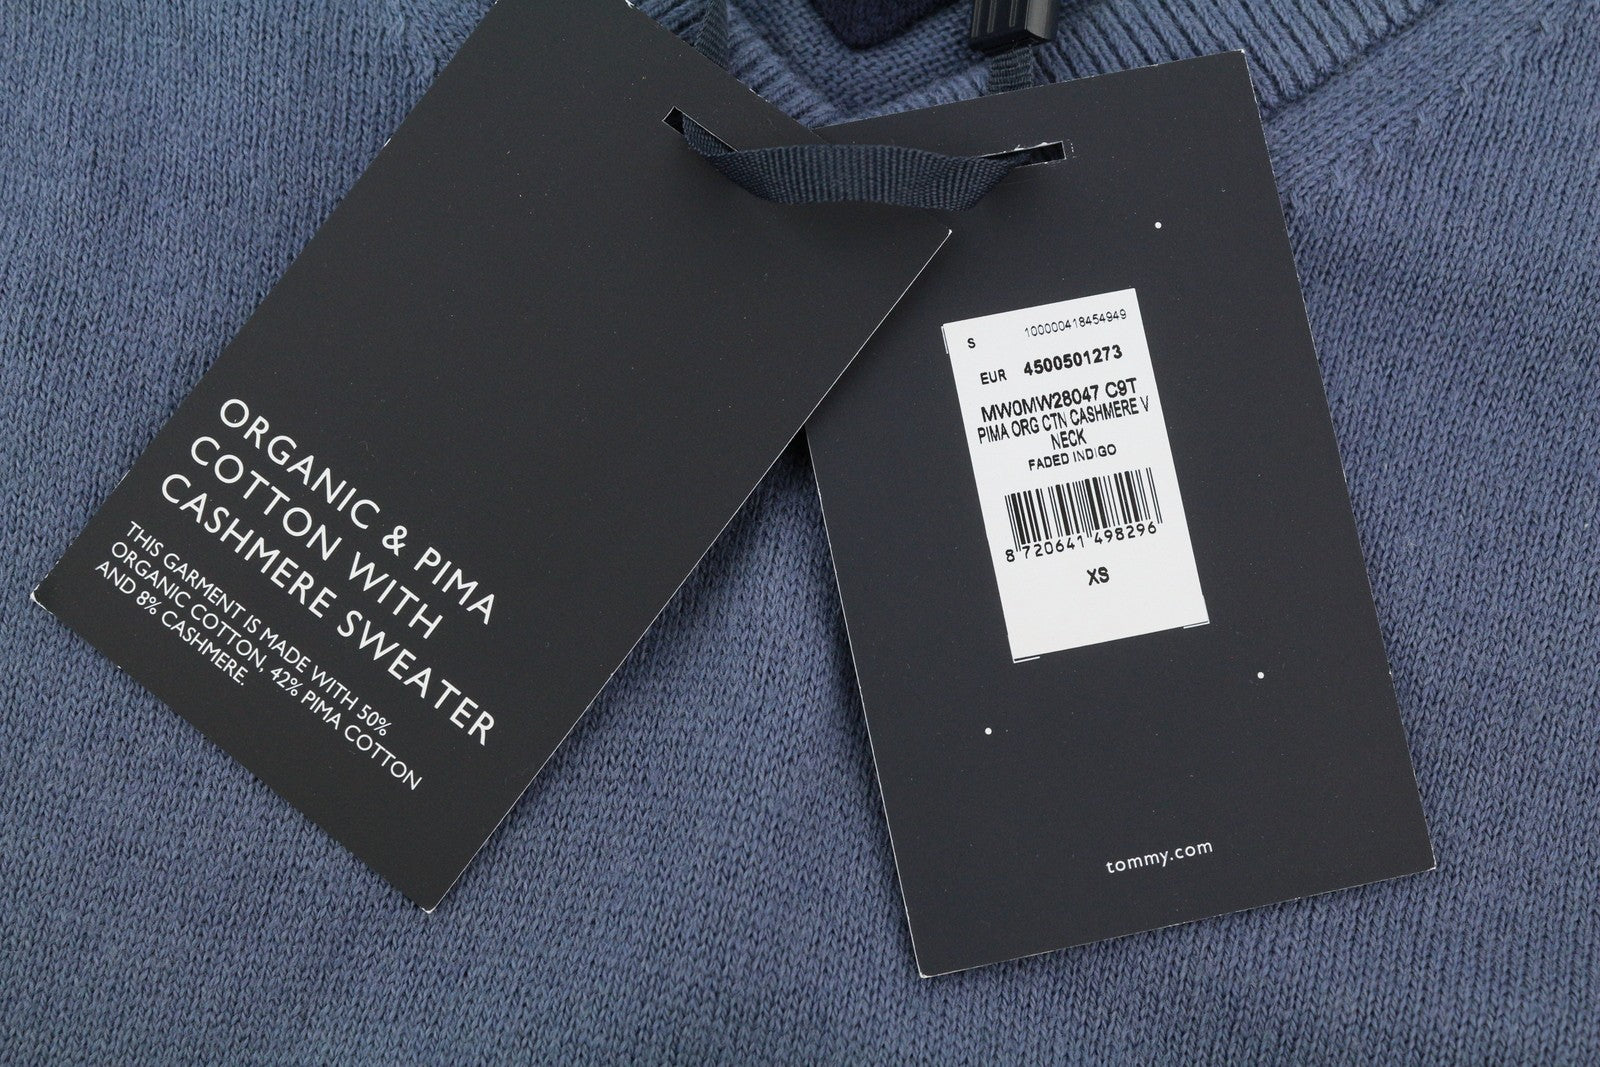 ORGANIC & PIMA
COTTON WITH
CASHMERE SWEATER
THIS GARMENT IS MADE WITH 50%
ORGANIC COTTON, 42% PIMA COTTON
AND 8% CASHMERE.
S 100000418454949
EUR 4500501273
MW0MW28047 C9T
PIMA ORG CTN CASHMERE V
NECK
FADED INDIGO
8 720641 498296
XS
tommy.com